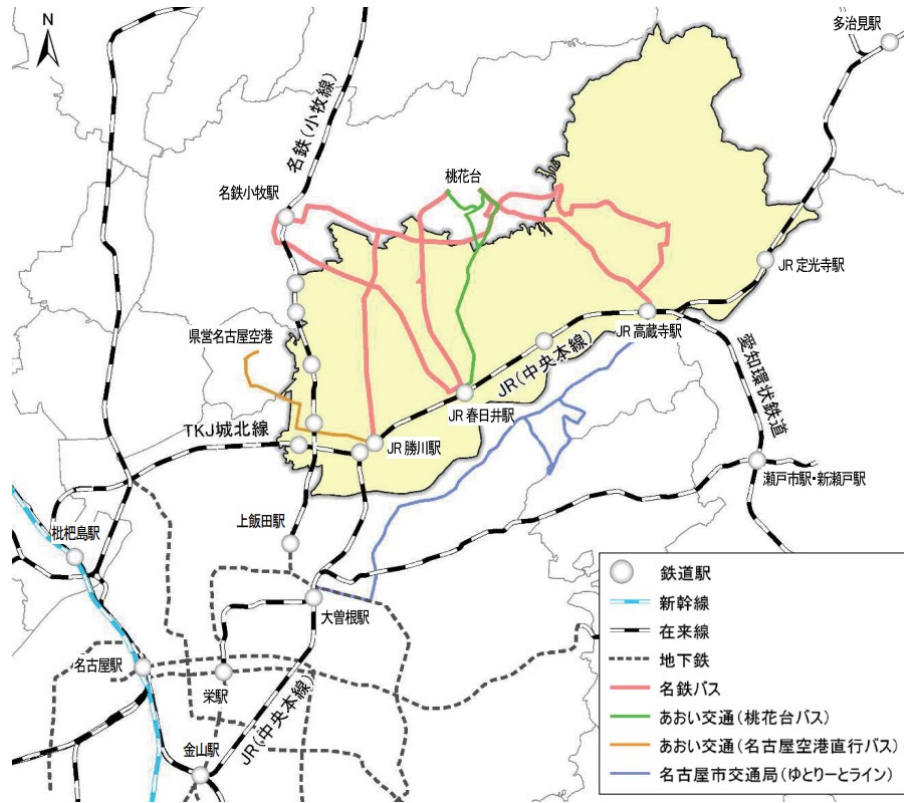 N
多治見駅
名鉄(小牧線)
名鉄小牧駅
桃花台
JR 定光寺駅
県営名古屋空港
JR 高蔵寺駅
JR(中央本線)
愛知環状鉄道
JR 春日井駅
TKJ城北線
JR 勝川駅
瀬戸市駅・新瀬戸駅
上飯田駅
枇杷島駅
大曽根駅
名古屋駅
栄駅
JR(中央本線)
金山駅
鉄道駅
新幹線
在来線
地下鉄
名鉄バス
あおい交通(桃花台バス)
あおい交通(名古屋空港直行バス)
名古屋市交通局(ゆとりーとライン)